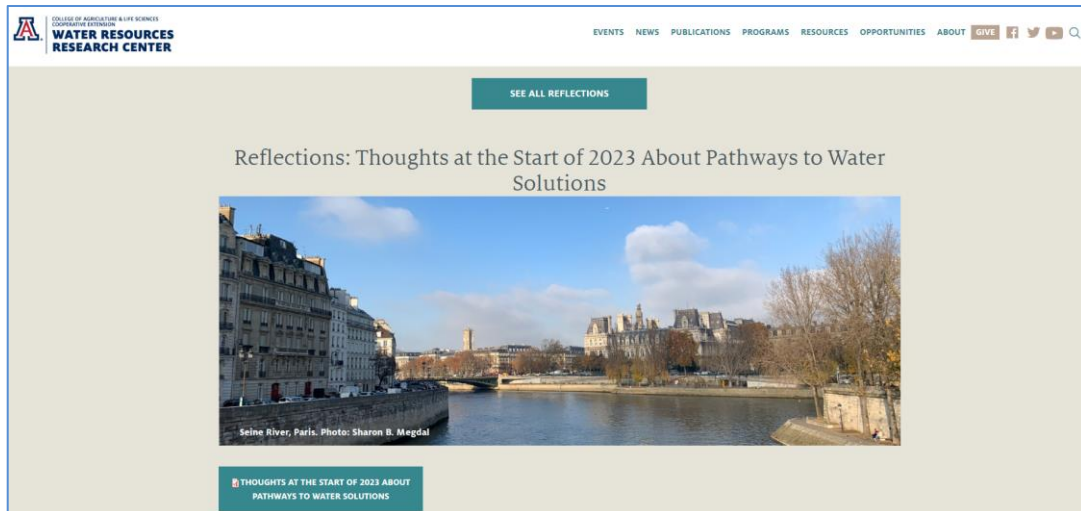 COLLEGE OF AGRICULTURE & LIFE SCIENCES
COOPERATIVE EXTENSION
WATER RESOURCES
RESEARCH CENTER
EVENTS NEWS PUBLICATIONS PROGRAMS RESOURCES OPPORTUNITIES ABOUT GIVE
SEE ALL REFLECTIONS
Reflections: Thoughts at the Start of 2023 About Pathways to Water
Solutions
Seine River, Paris. Photo: Sharon B. Megdal
THOUGHTS AT THE START OF 2023 ABOUT
PATHWAYS TO WATER SOLUTIONS